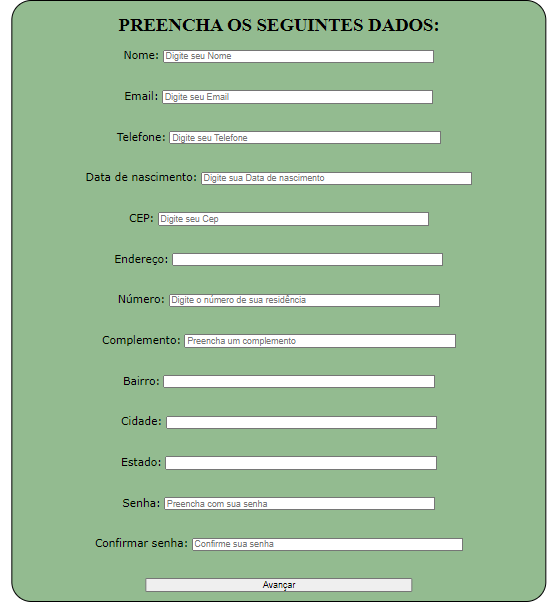 PREENCHA OS SEGUINTES DADOS:
Nome: Digite seu Nome
Email: Digite seu Email
Telefone: Digite seu Telefone
Data de nascimento: Digite sua Data de nascimento
CEP: Digite seu Cep
Endereço:
Número: Digite o número de sua residência
Complemento: Preencha um complemento
Bairro:
Cidade:
Estado:
Senha: Preencha com sua senha
Confirmar senha: Confirme sua senha
Avançar